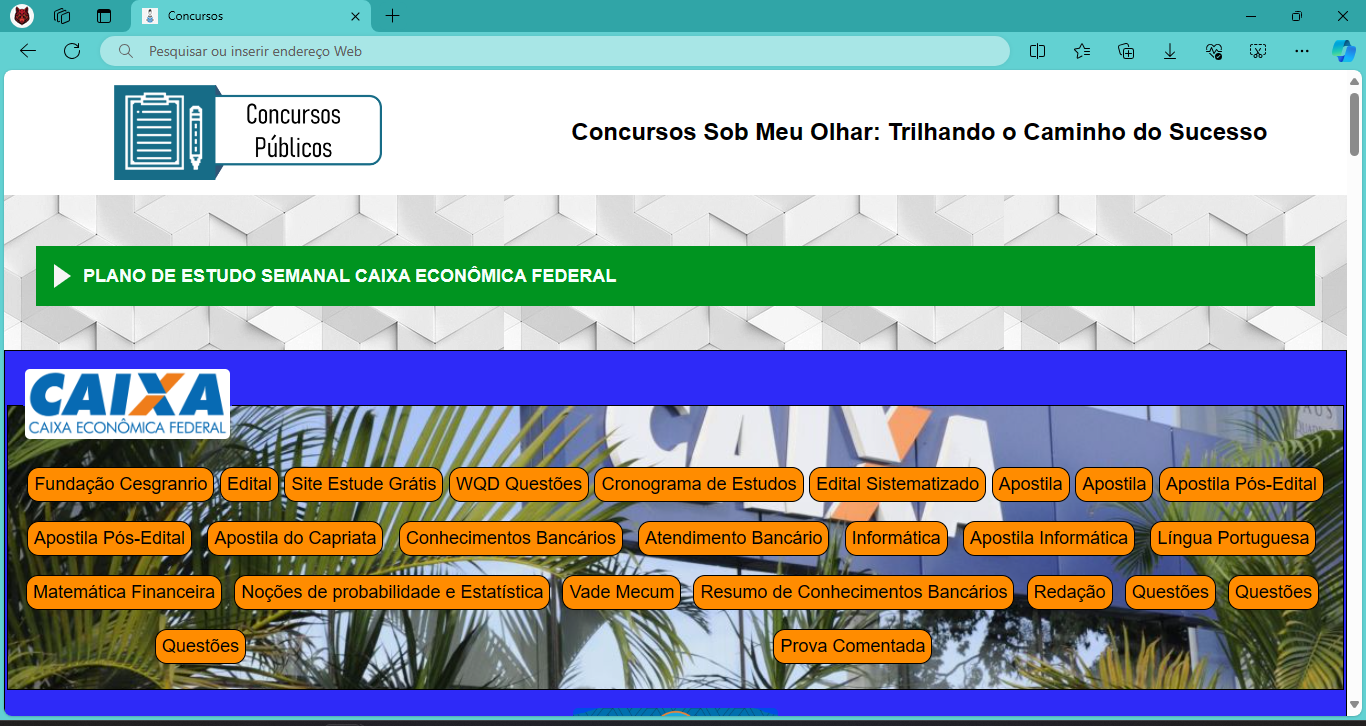 Concursos
Pesquisar ou inserir endereço Web
Concursos
Públicos
Concursos Sob Meu Olhar: Trilhando o Caminho do Sucesso
PLANO DE ESTUDO SEMANAL CAIXA ECONÔMICA FEDERAL
CAIXA
CAIXA ECONÔMICA FEDERAL
CAIXA
Fundação Cesgranrio Edital Site Estude Grátis WQD Questões Cronograma de Estudos Edital Sistematizado Apostila Apostila Apostila Pós-Edital
Apostila Pós-Edital Apostila do Capriata Conhecimentos Bancários Atendimento Bancário Informática Apostila Informática Língua Portuguesa
Matemática Financeira Noções de probabilidade e Estatística Vade Mecum Resumo de Conhecimentos Bancários Redação Questões Questões
Questões Prova Comentada